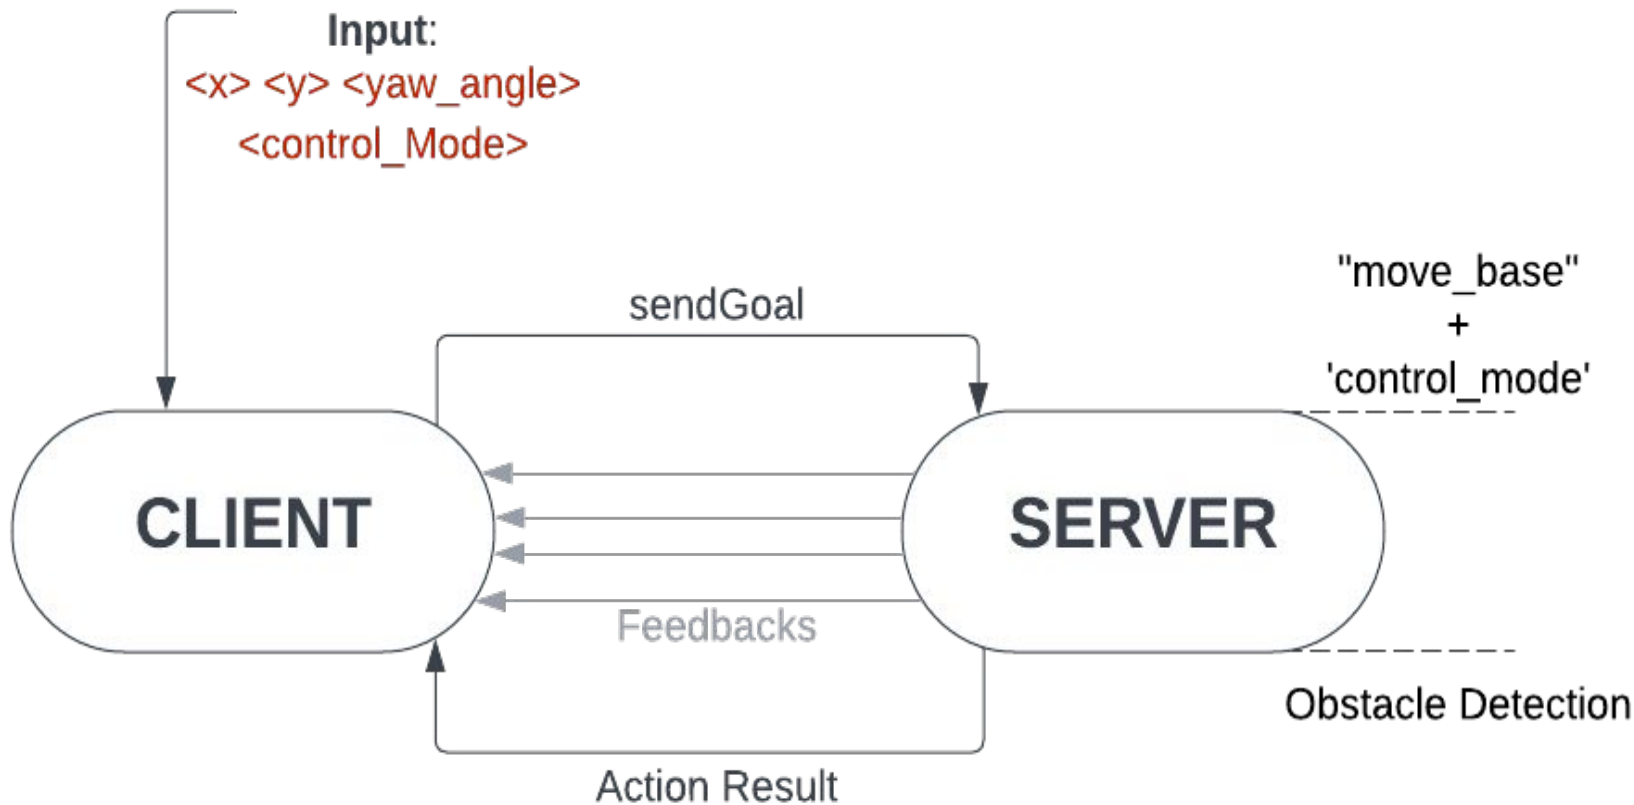 Input:
<x> <y> <yaw_angle>
<control_Mode>
sendGoal
"move_base"
+
'control_mode'
CLIENT
SERVER
Feedbacks
Obstacle Detection
Action Result